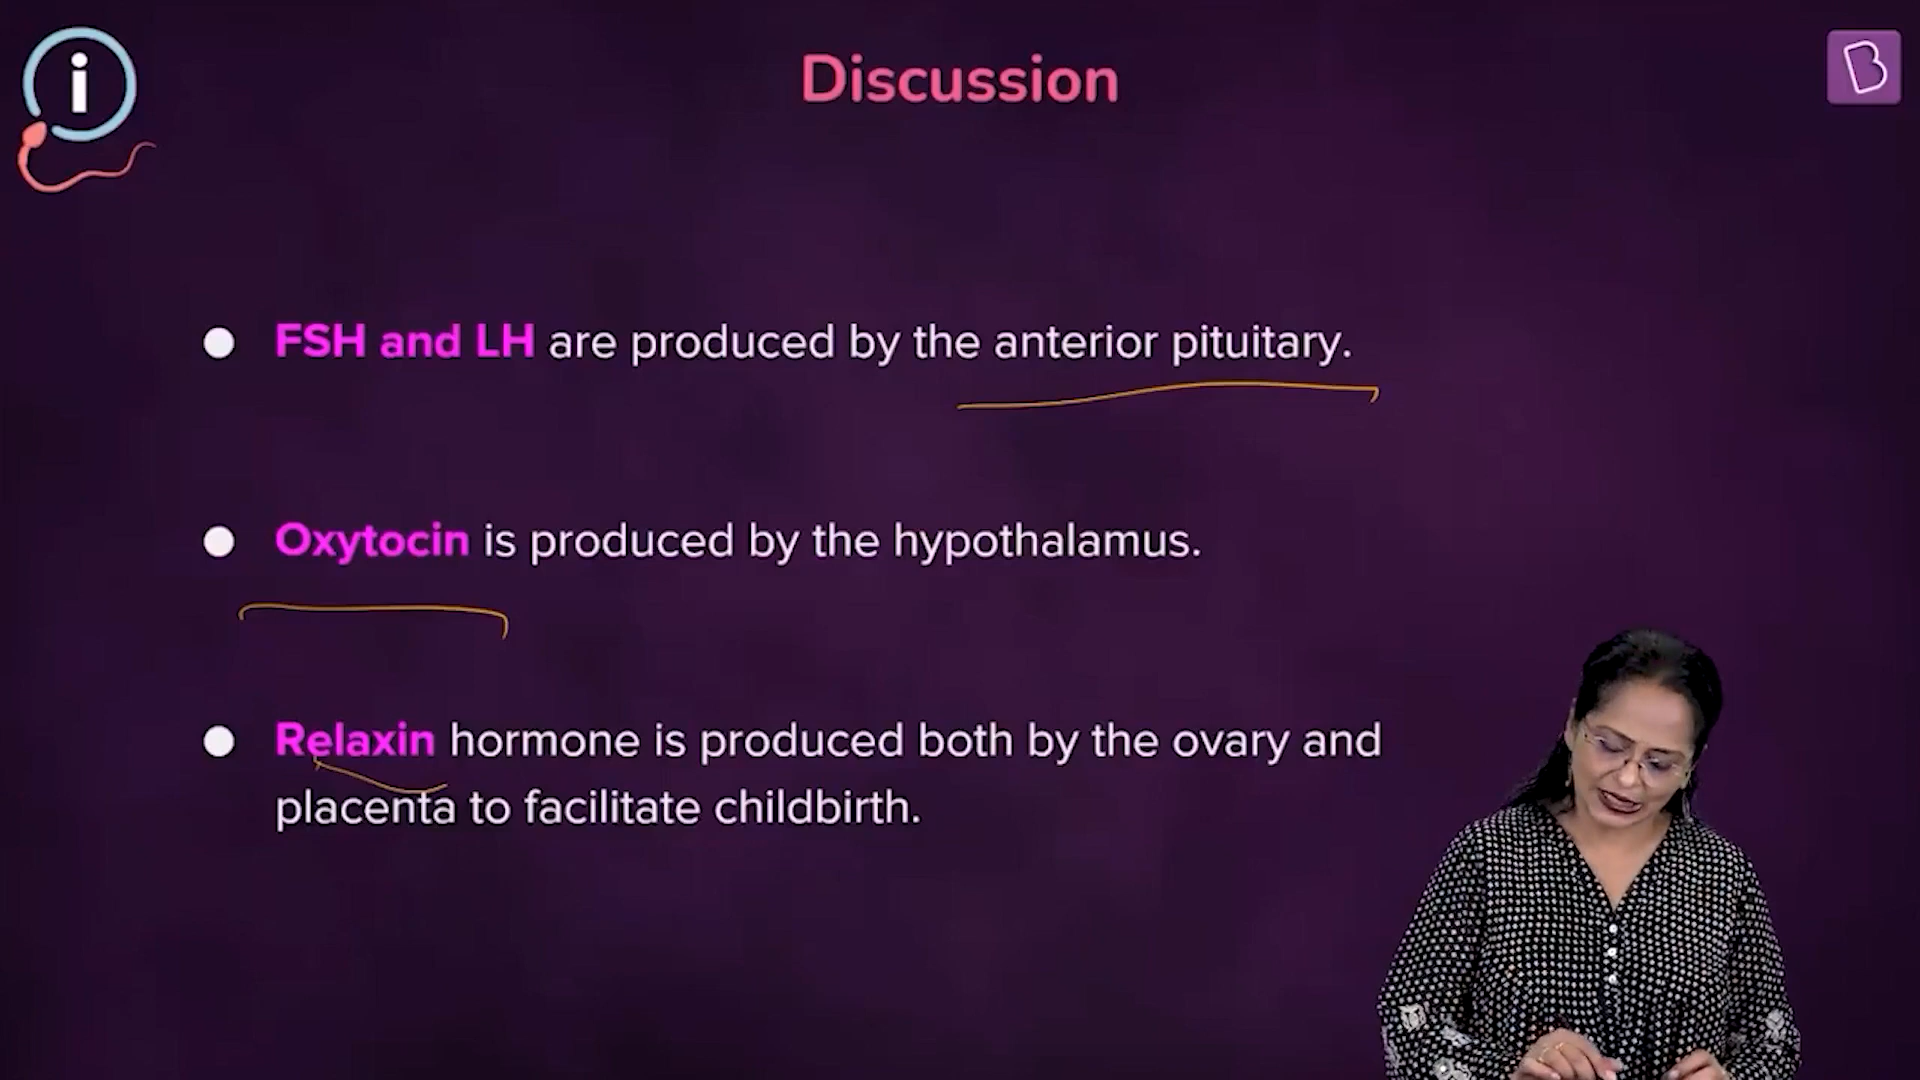 i
Discussion
B
FSH and LH are produced by the anterior pituitary.
Oxytocin is produced by the hypothalamus.
Relaxin hormone is produced both by the ovary and
placenta to facilitate childbirth.